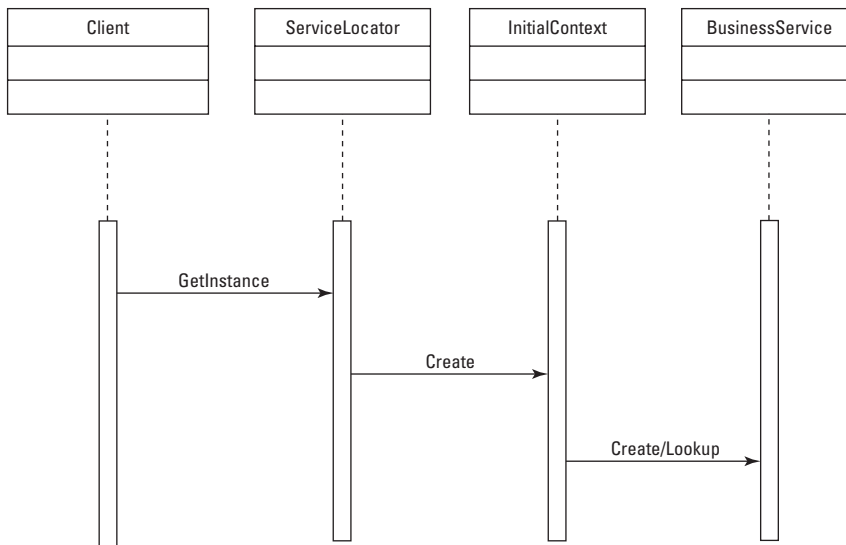 Client
ServiceLocator
InitialContext
BusinessService
GetInstance
Create
Create/Lookup